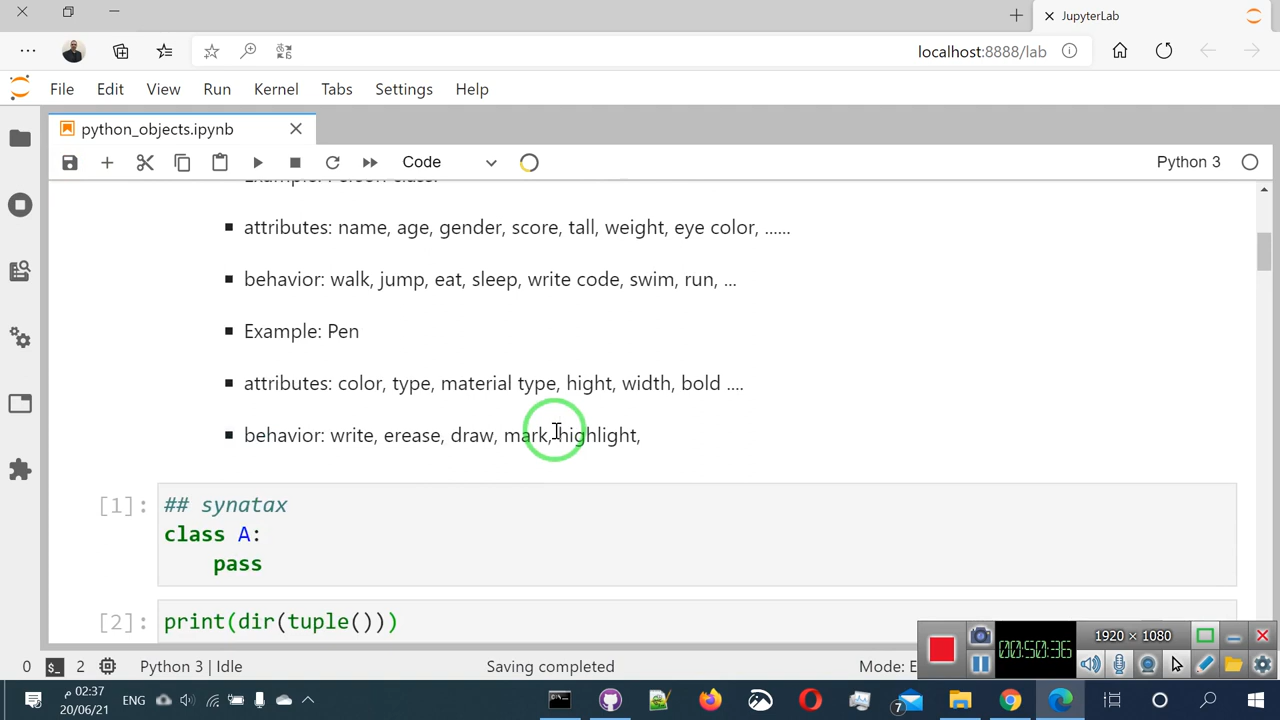 JupyterLab
localhost:8888/lab
File Edit View Run Kernel Tabs Settings Help
python_objects.ipynb
Code
Python 3
attributes: name, age, gender, score, tall, weight, eye color, ......
behavior: walk, jump, eat, sleep, write code, swim, run, ...
Example: Pen
attributes: color, type, material type, hight, width, bold ....
behavior: write, erease, draw, mark, highlight,
[1]: ## synatax
class A:
pass
[2]: print(dir(tuple()))
00:50:36
1920 × 1080
0 2 Python 3 | Idle Saving completed Mode: E
02:37 م
20/06/21
ENG
7